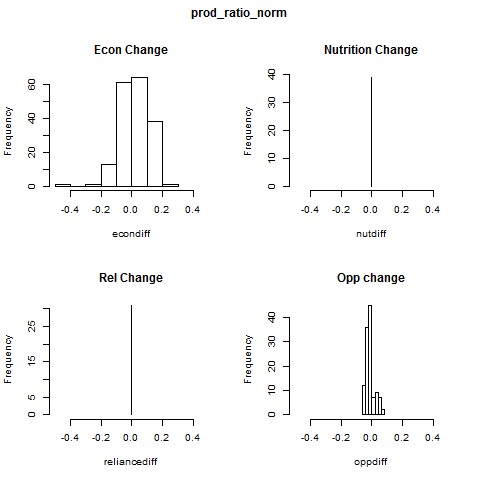 prod_ratio_norm
Econ Change
Frequency
0 20 40 60
-0.4 -0.2 0.0 0.2 0.4
econdiff
Nutrition Change
Frequency
0 10 20 30 40
-0.4 -0.2 0.0 0.2 0.4
nutdiff
Rel Change
Frequency
0 5 15 25
-0.4 -0.2 0.0 0.2 0.4
reliancediff
Opp change
Frequency
0 10 20 30 40
-0.4 -0.2 0.0 0.2 0.4
oppdiff